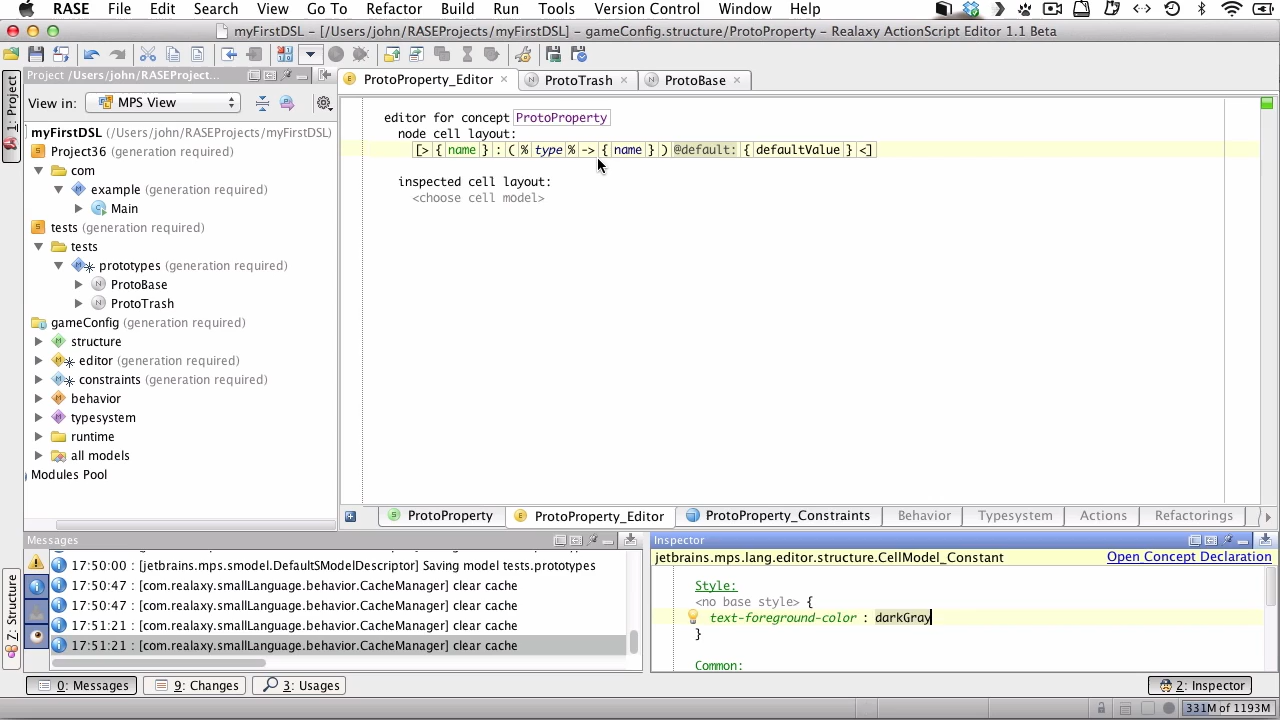 RASE File Edit Search View Go To Refactor Build Run Tools Version Control Window Help
myFirstDSL - [/Users/john/RASEProjects/myFirstDSL] - gameConfig.structure/ProtoProperty - Realaxy ActionScript Editor 1.1 Beta
Project /Users/john/RASEProject...
View in: MPS View
1: Project
myFirstDSL (/Users/john/RASEProjects/myFirstDSL)
Project36 (generation required)
com
example (generation required)
Main
tests (generation required)
tests
prototypes (generation required)
ProtoBase
ProtoTrash
gameConfig (generation required)
structure
editor (generation required)
constraints (generation required)
behavior
typesystem
runtime
all models
Modules Pool
ProtoProperty_Editor ProtoTrash ProtoBase
editor for concept ProtoProperty
node cell layout:
[> { name } : ( % type % -> { name } ) @default: { defaultValue } <]
inspected cell layout:
<choose cell model>
ProtoProperty ProtoProperty_Editor ProtoProperty_Constraints Behavior Typesystem Actions Refactorings
Messages
17:50:00 : [jetbrains.mps.smodel.DefaultSModelDescriptor] Saving model tests.prototypes
17:50:47 : [com.realaxy.smallLanguage.behavior.CacheManager] clear cache
17:50:47 : [com.realaxy.smallLanguage.behavior.CacheManager] clear cache
17:51:21 : [com.realaxy.smallLanguage.behavior.CacheManager] clear cache
17:51:21 : [com.realaxy.smallLanguage.behavior.CacheManager] clear cache
Z: Structure
Inspector
jetbrains.mps.lang.editor.structure.CellModel_Constant Open Concept Declaration
Style:
<no base style> {
text-foreground-color : darkGray
}
Common:
0: Messages 9: Changes 3: Usages 2: Inspector
331M of 1193M